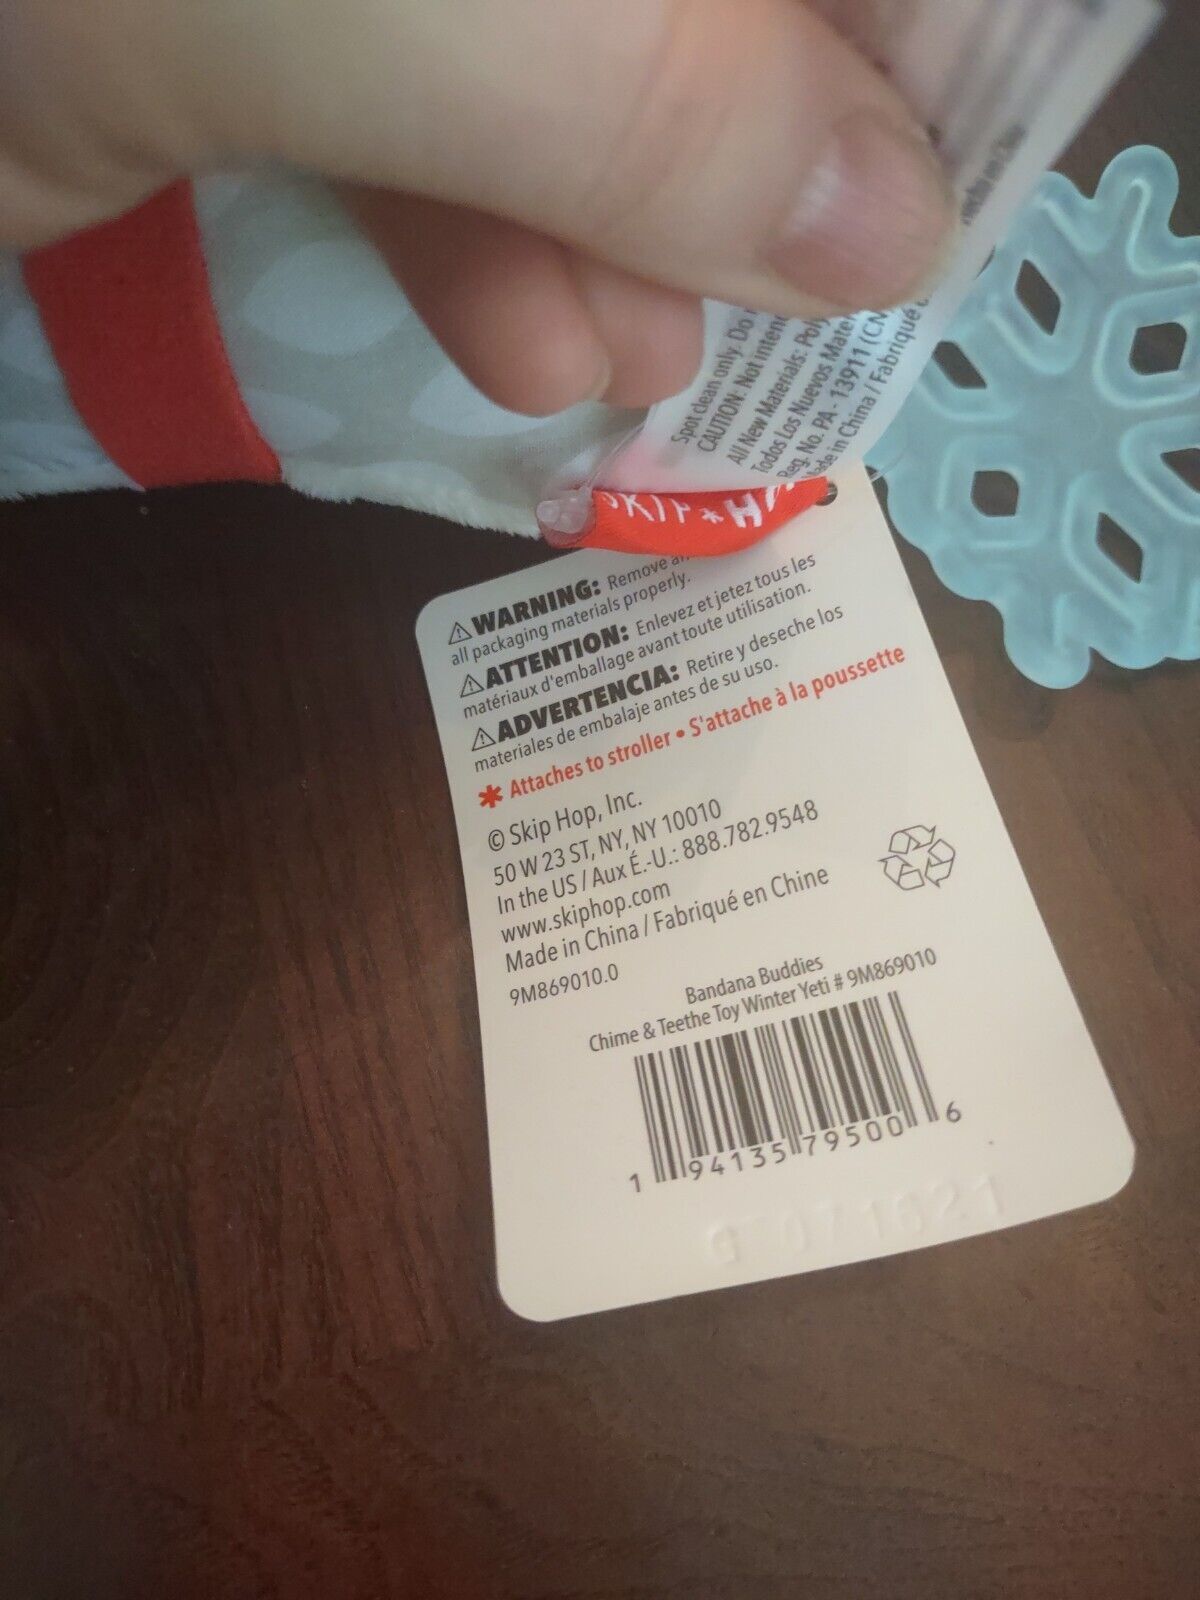 Spot clean only. Do
CAUTION: Not intend
All New Materials: Poly
Todos Los Nuevos Mater
Reg. No. PA - 13911 (CN
Made in China / Fabriqué
SKIP*H
⚠WARNING: Remove
all packaging materials properly.
⚠ATTENTION: Enlevez et jetez tous les
matériaux d'emballage avant toute utilisation.
⚠ADVERTENCIA: Retire y deseche los
materiales de embalaje antes de su uso.
* Attaches to stroller • S'attache à la poussette
© Skip Hop, Inc.
50 W 23 ST, NY, NY 10010
In the US / Aux É.-U.: 888.782.9548
www.skiphop.com
Made in China / Fabriqué en Chine
9M869010.0
Bandana Buddies
Chime & Teethe Toy Winter Yeti # 9M869010
1 94135 79500 6
G 071621